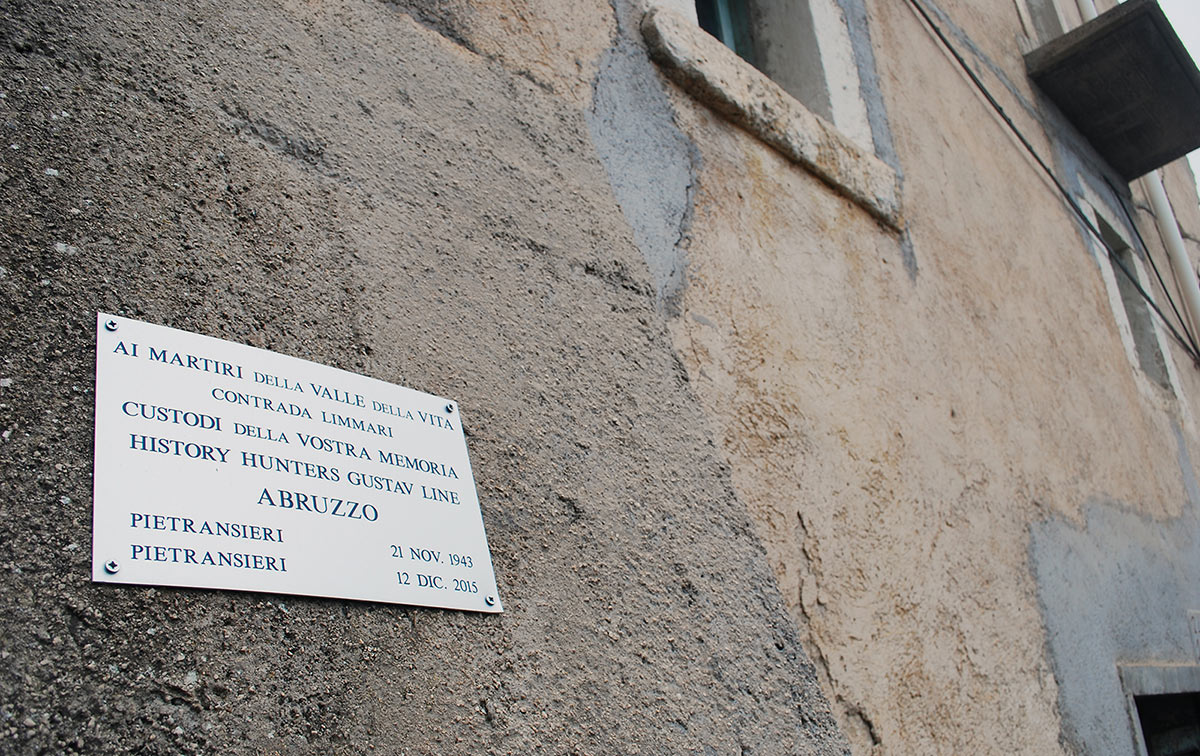 AI MARTIRI DELLA VALLE DELLA VITA
CONTRADA LIMMARI
CUSTODI DELLA VOSTRA MEMORIA
HISTORY HUNTERS GUSTAV LINE
ABRUZZO
PIETRANSIERI 21 NOV. 1943
PIETRANSIERI 12 DIC. 2015